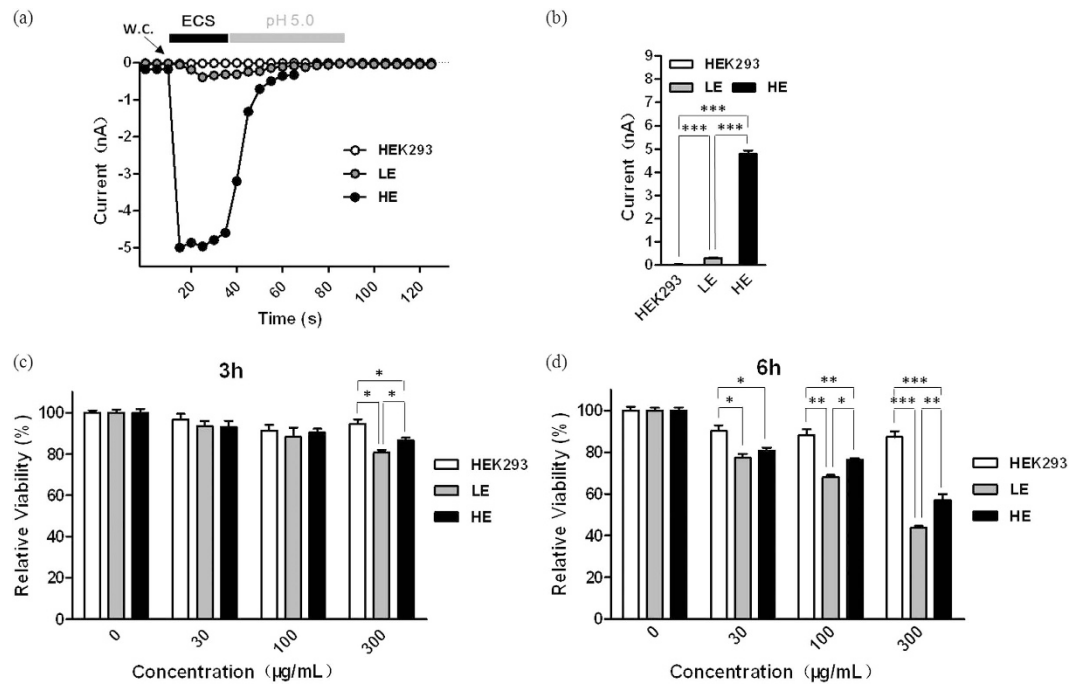 (a)
ECS
pH 5.0
w.c.
0
-1
-2
-3
-4
-5
Current (nA)
HEK293
LE
HE
20
40
60
80
100
120
Time (s)
(b)
9
8
7
6
5
4
3
2
1
0
Current (nA)
HEK293
LE
HE
***
***
***
HEK293
LE
HE
(c)
3h
120
100
80
60
40
20
0
Relative Viability (%)
*
*
*
HEK293
LE
HE
0
30
100
300
Concentration (µg/mL)
(d)
6h
120
100
80
60
40
20
0
Relative Viability (%)
*
*
**
**
*
***
***
**
HEK293
LE
HE
0
30
100
300
Concentration (µg/mL)